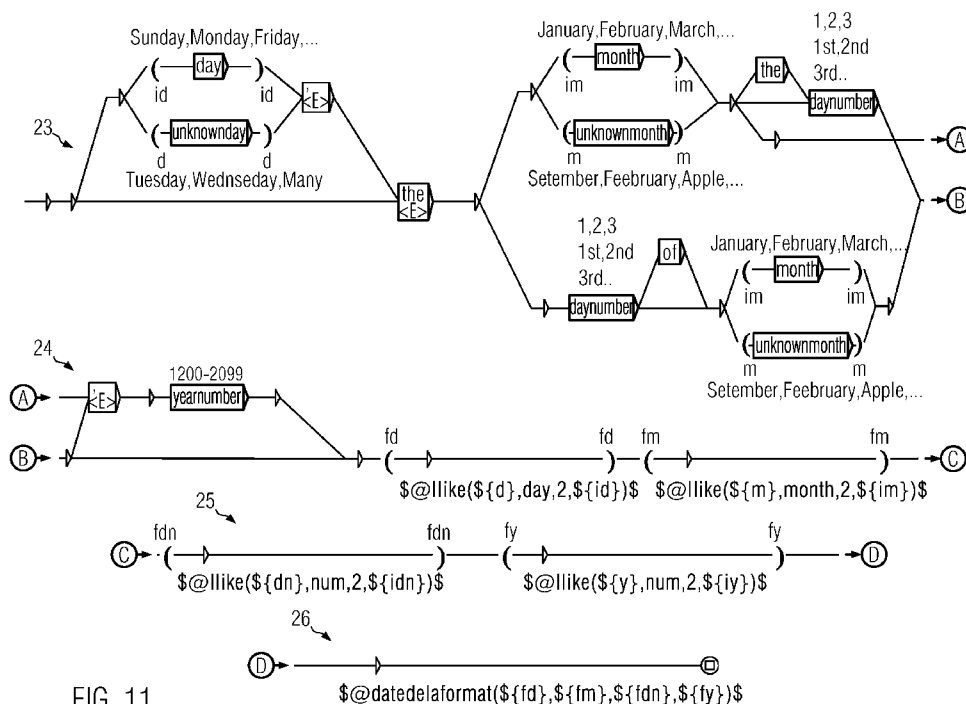 Sunday,Monday,Friday,...
( day )
id id
,
<E>
23
( unknownday )
d d
Tuesday,Wednseday,Many
the
<E>
January,February,March,...
( month )
im im
( unknownmonth )
m m
Setember,Feebruary,Apple,...
the
1,2,3
1st,2nd
3rd..
daynumber
A
B
1,2,3
1st,2nd
3rd..
daynumber
of
January,February,March,...
( month )
im im
( unknownmonth )
m m
Setember,Feebruary,Apple,...
24
A
,
<E>
1200-2099
yearnumber
B
fd fd fm fm
( ) ( )
C
$@llike(${d},day,2,${id})$ $@llike(${m},month,2,${im})$
25
C
fdn fdn fy fy
( ) ( )
D
$@llike(${dn},num,2,${idn})$ $@llike(${y},num,2,${iy})$
26
D
$@datedelaformat(${fd},${fm},${fdn},${fy})$
FIG. 11